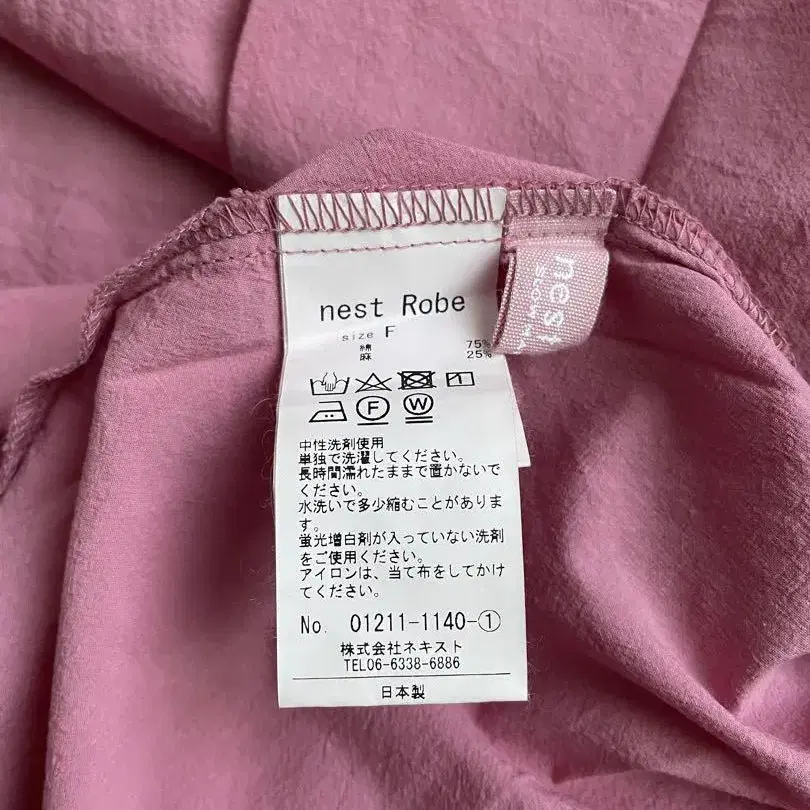 nest Robe
size F
綿 75%
麻 25%
F W
中性洗剤使用
単独で洗濯してください。
長時間濡れたままで置かないで
ください。
水洗いで多少縮むことがありま
す。
蛍光増白剤が入っていない洗剤
をご使用ください。
アイロンは、当て布をしてかけ
てください。
No. 01211-1140-①
株式会社ネキスト
TEL06-6338-6886
日本製
nest